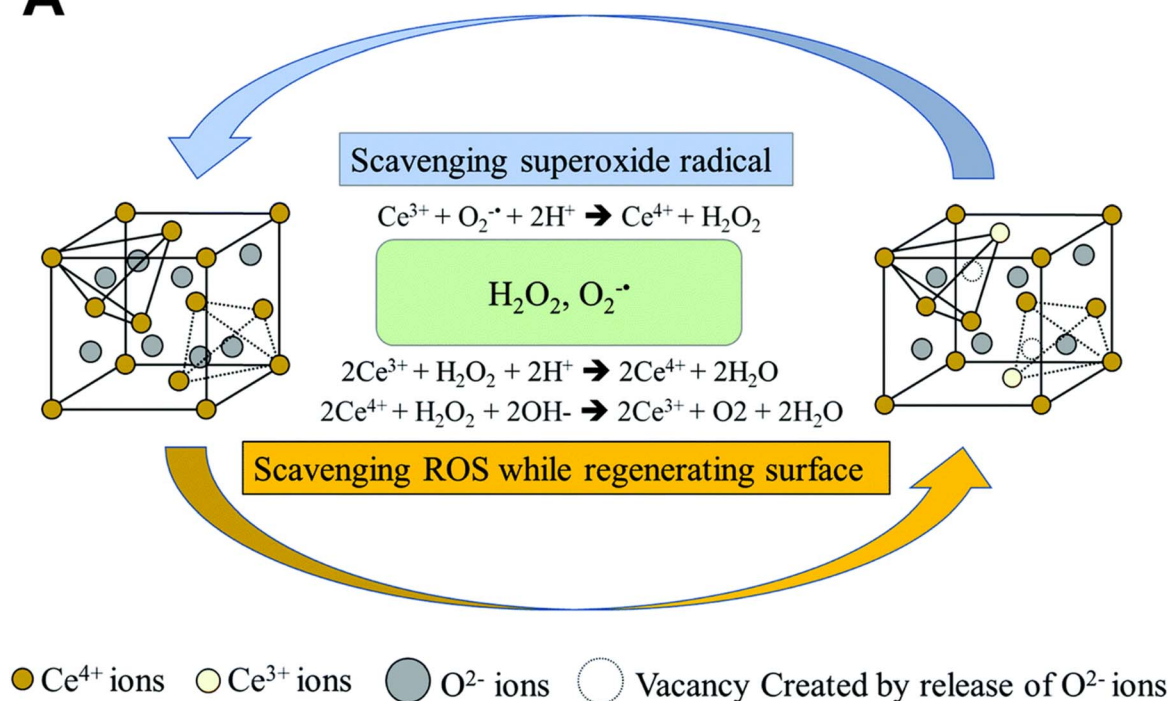 A
Scavenging superoxide radical
Ce³⁺ + O₂⁻• + 2H⁺ 🡲 Ce⁴⁺ + H₂O₂
H₂O₂, O₂⁻•
2Ce³⁺ + H₂O₂ + 2H⁺ 🡲 2Ce⁴⁺ + 2H₂O
2Ce⁴⁺ + H₂O₂ + 2OH- 🡲 2Ce³⁺ + O2 + 2H₂O
Scavenging ROS while regenerating surface
Ce⁴⁺ ions Ce³⁺ ions O²⁻ ions Vacancy Created by release of O²⁻ ions